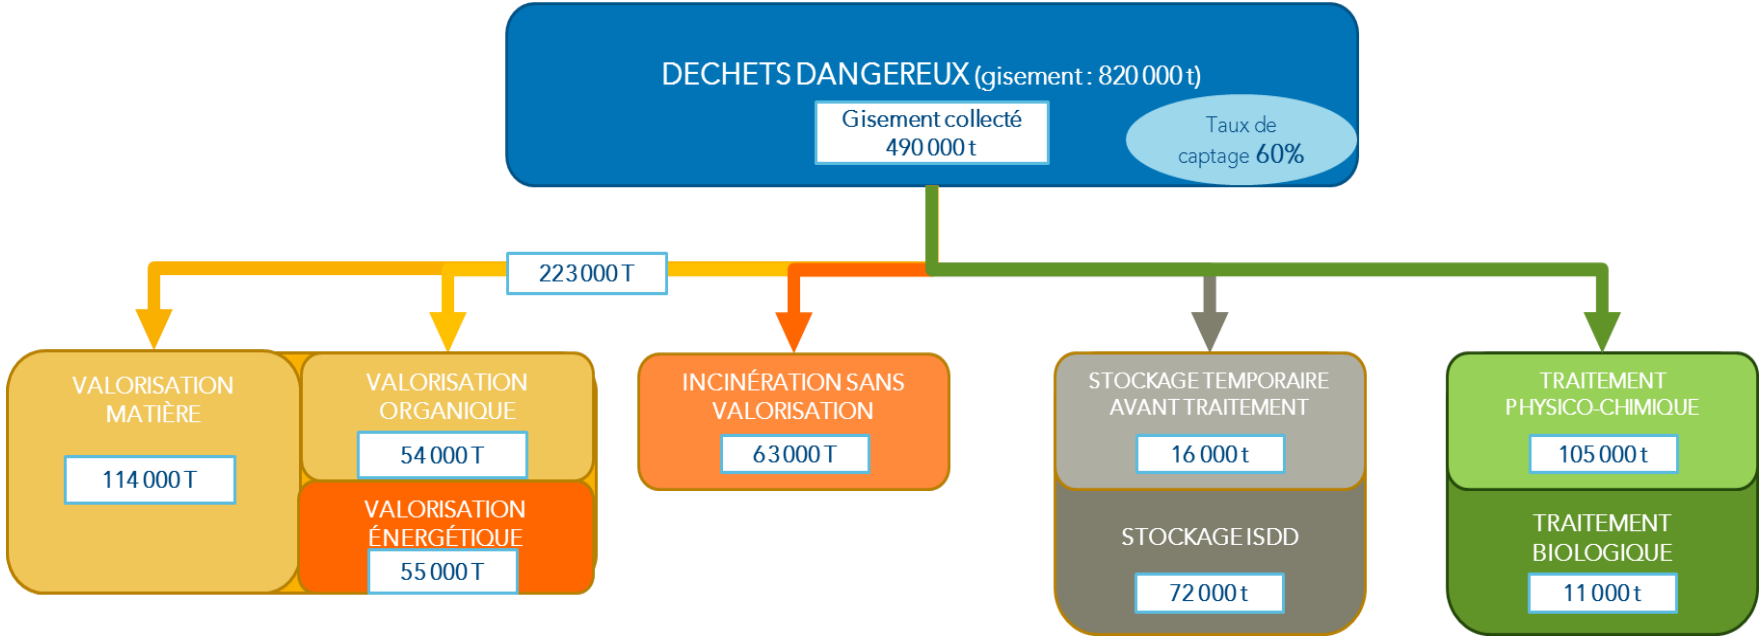 DECHETS DANGEREUX (gisement : 820 000 t)
Gisement collecté
490 000 t
Taux de
captage 60%
223 000 T
VALORISATION
MATIÈRE
114 000 T
VALORISATION
ORGANIQUE
54 000 T
VALORISATION
ÉNERGÉTIQUE
55 000 T
INCINÉRATION SANS
VALORISATION
63 000 T
STOCKAGE TEMPORAIRE
AVANT TRAITEMENT
16 000 t
STOCKAGE ISDD
72 000 t
TRAITEMENT
PHYSICO-CHIMIQUE
105 000 t
TRAITEMENT
BIOLOGIQUE
11 000 t